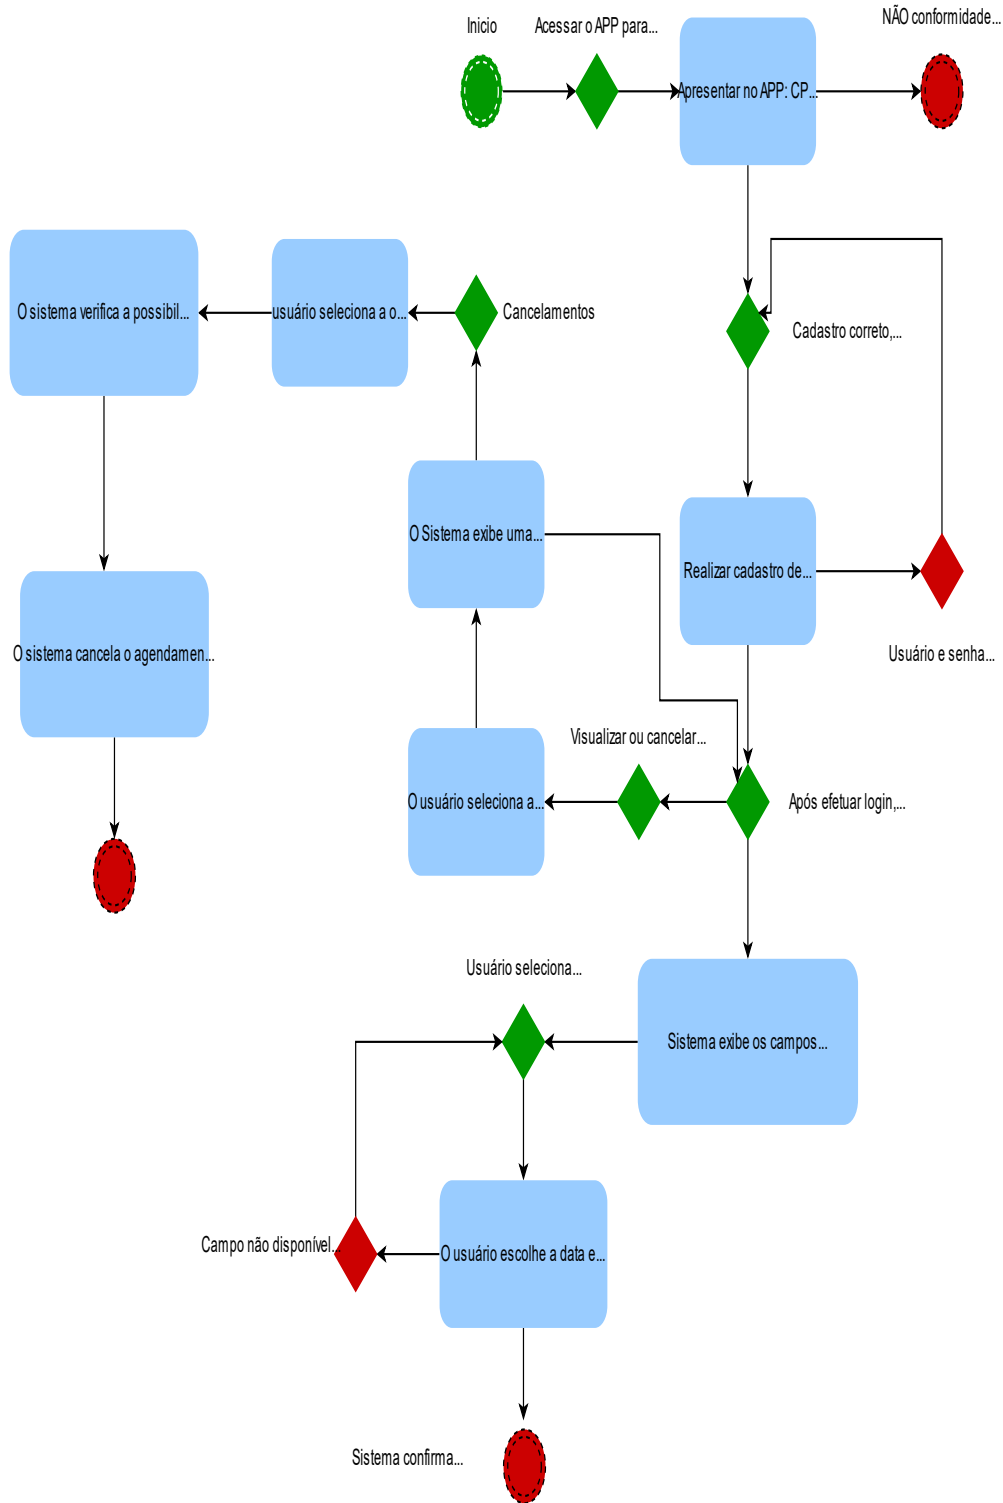 Inicio
Acessar o APP para...
NÃO conformidade...
Apresentar no APP: CP...
O sistema verifica a possibil...
usuário seleciona a o...
Cancelamentos
Cadastro correto,...
O Sistema exibe uma...
Realizar cadastro de...
O sistema cancela o agendamen...
Usuário e senha...
Visualizar ou cancelar...
O usuário seleciona a...
Após efetuar login,...
Usuário seleciona...
Sistema exibe os campos...
Campo não disponível...
O usuário escolhe a data e...
Sistema confirma...